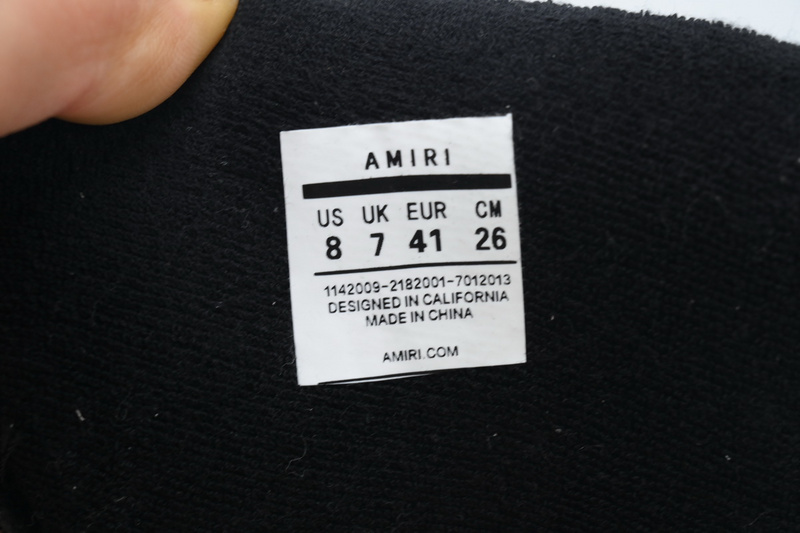 AMIRI
US UK EUR CM
8 7 41 26
1142009-2182001-7012013
DESIGNED IN CALIFORNIA
MADE IN CHINA
AMIRI.COM